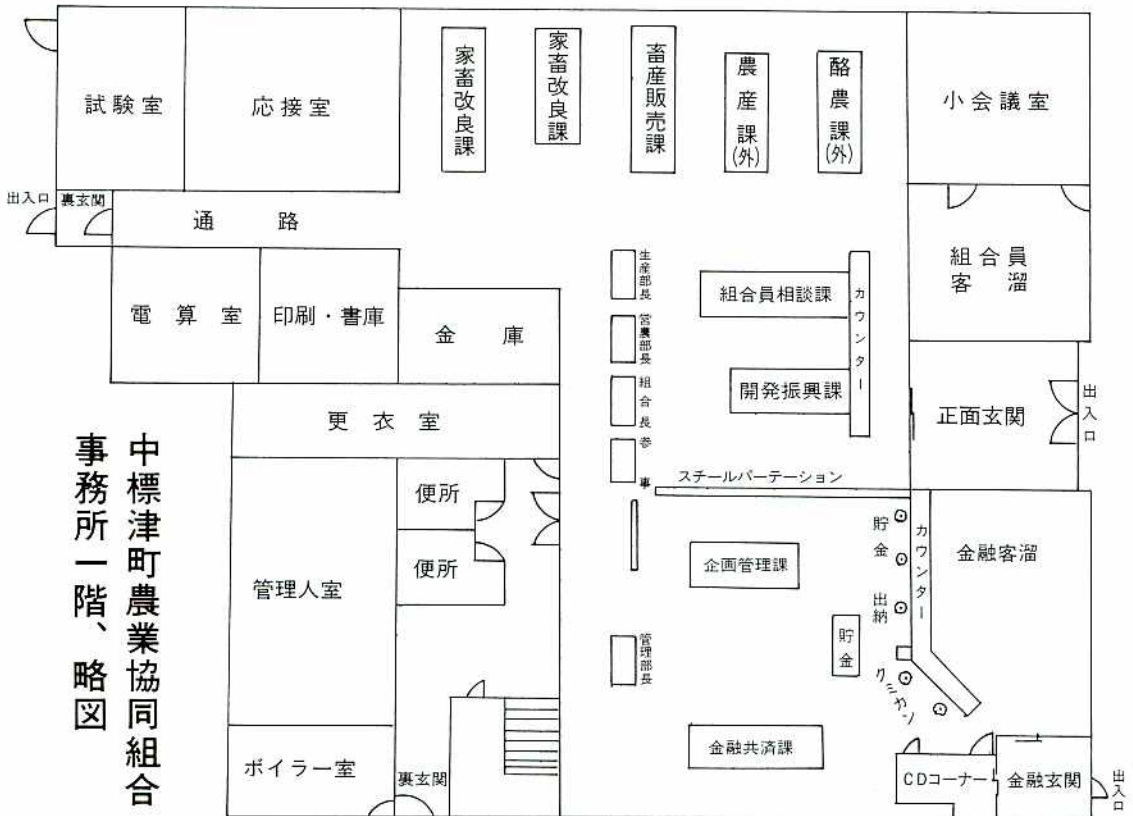 試験室
応接室
家畜改良課
家畜改良課
畜産販売課
農産課(外)
酪農課(外)
小会議室
出入口
裏玄関
通路
組合員
客溜
生産部長
営農部長
組合長
参事
組合員相談課
開発振興課
カウンター
電算室
印刷・書庫
金庫
更衣室
正面玄関
出入口
スチールパーテーション
中標津町農業協同組合
事務所一階、略図
便所
便所
管理人室
企画管理課
管理部長
貯金
出納
クミカン
カウンター
貯金
金融客溜
ボイラー室
裏玄関
金融共済課
CDコーナー
金融玄関
出入口